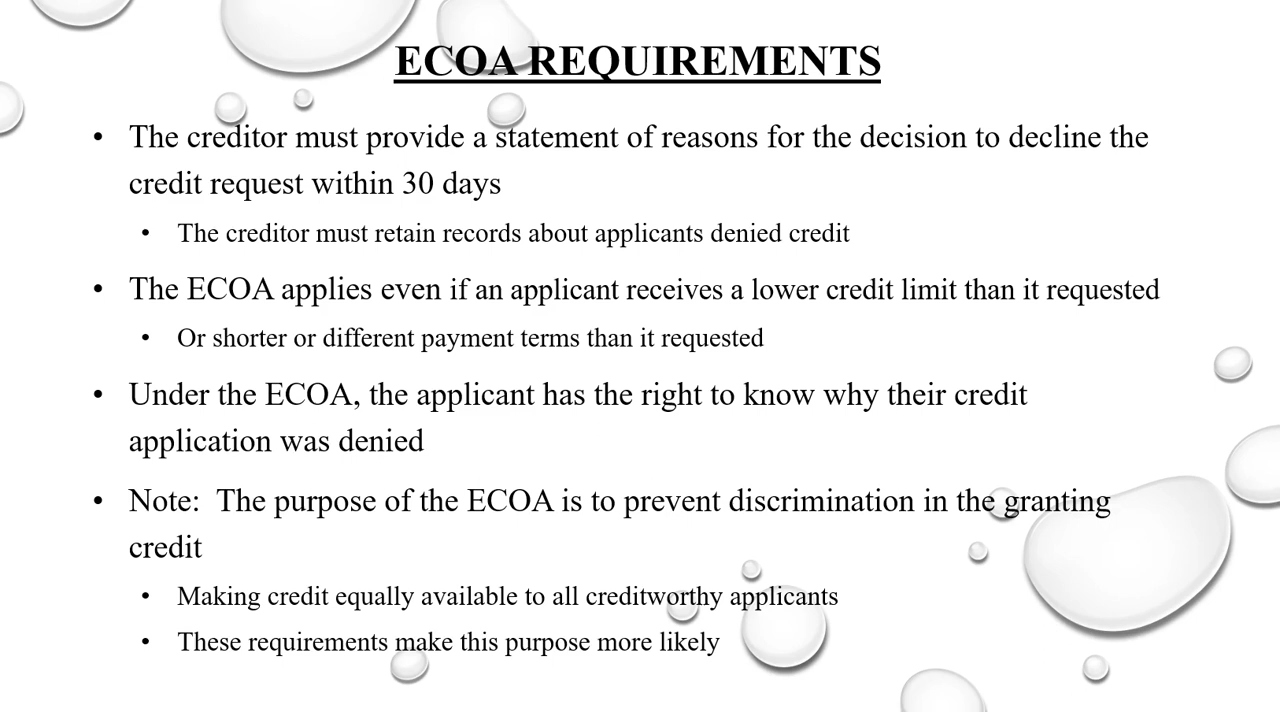 ECOA REQUIREMENTS
• The creditor must provide a statement of reasons for the decision to decline the
credit request within 30 days
• The creditor must retain records about applicants denied credit
• The ECOA applies even if an applicant receives a lower credit limit than it requested
• Or shorter or different payment terms than it requested
• Under the ECOA, the applicant has the right to know why their credit
application was denied
• Note:  The purpose of the ECOA is to prevent discrimination in the granting
credit
• Making credit equally available to all creditworthy applicants
• These requirements make this purpose more likely